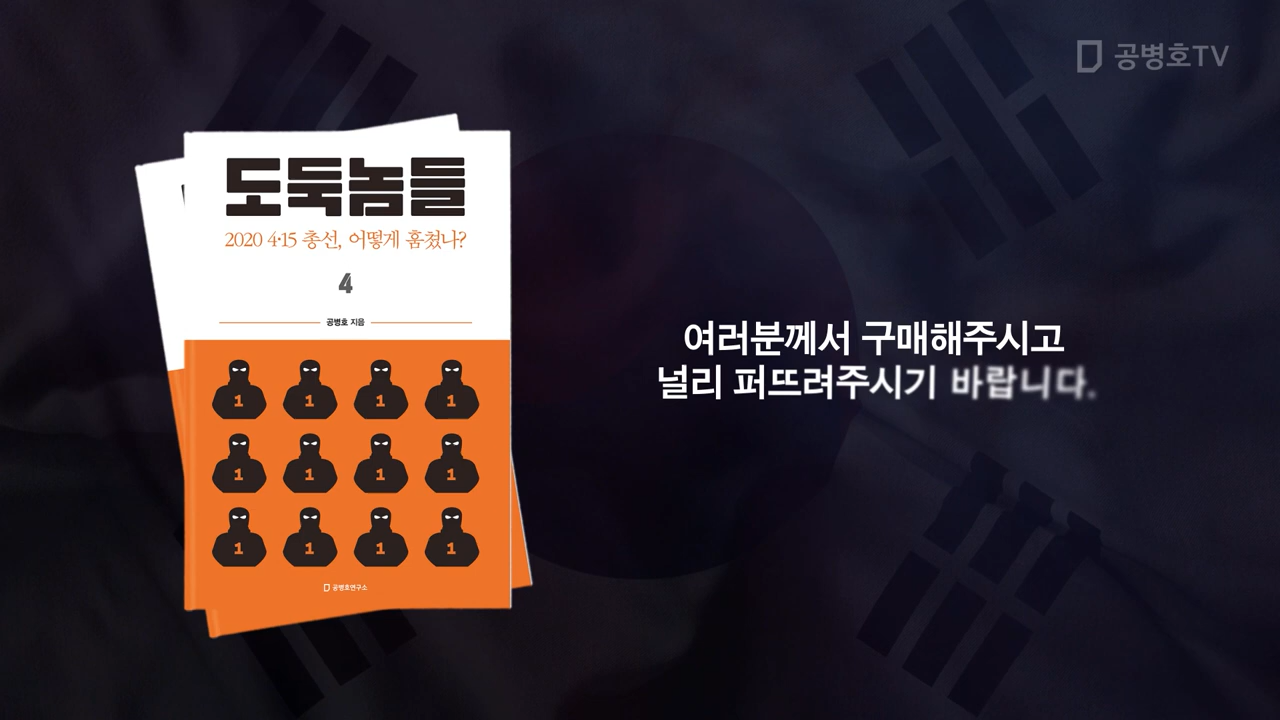 공병호TV
도둑놈들
2020 4·15 총선, 어떻게 훔쳤나?
4
공병호 지음
1 1 1 1
1 1 1 1
1 1 1 1
공병호연구소
여러분께서 구매해주시고
널리 퍼뜨려주시기 바랍니다.